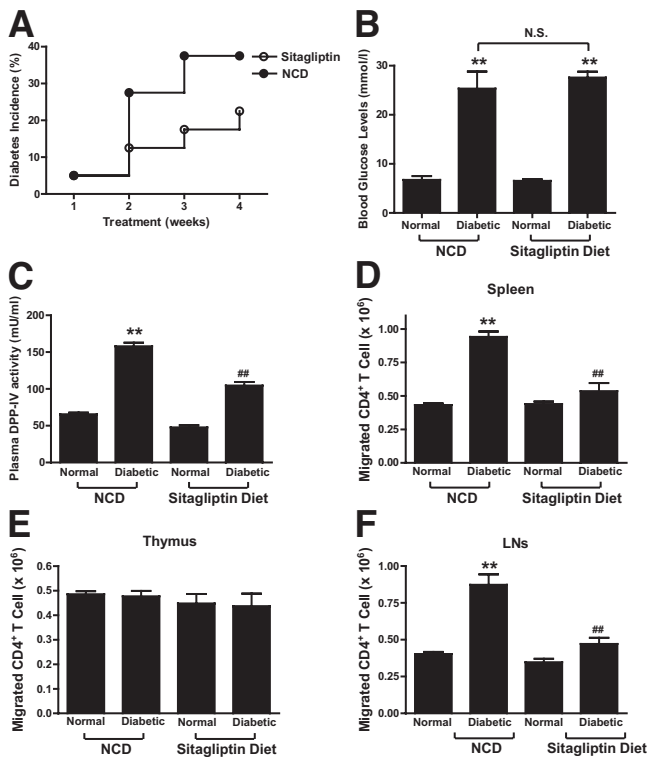 A
Diabetes Incidence (%)
40
30
20
10
0
1 2 3 4
Treatment (weeks)
Sitagliptin
NCD
B
Blood Glucose Levels (mmol/l)
30
20
10
0
N.S.
** **
Normal Diabetic Normal Diabetic
NCD Sitagliptin Diet
C
Plasma DPP-IV activity (mU/ml)
200
150
100
50
0
**
##
Normal Diabetic Normal Diabetic
NCD Sitagliptin Diet
D
Spleen
Migrated CD4⁺ T Cell (x 10⁶)
1.00
0.75
0.50
0.25
0.00
**
##
Normal Diabetic Normal Diabetic
NCD Sitagliptin Diet
E
Thymus
Migrated CD4⁺ T Cell (x 10⁶)
0.6
0.5
0.4
0.3
0.2
0.1
0.0
Normal Diabetic Normal Diabetic
NCD Sitagliptin Diet
F
LNs
Migrated CD4⁺ T Cell (x 10⁶)
1.00
0.75
0.50
0.25
0.00
**
##
Normal Diabetic Normal Diabetic
NCD Sitagliptin Diet